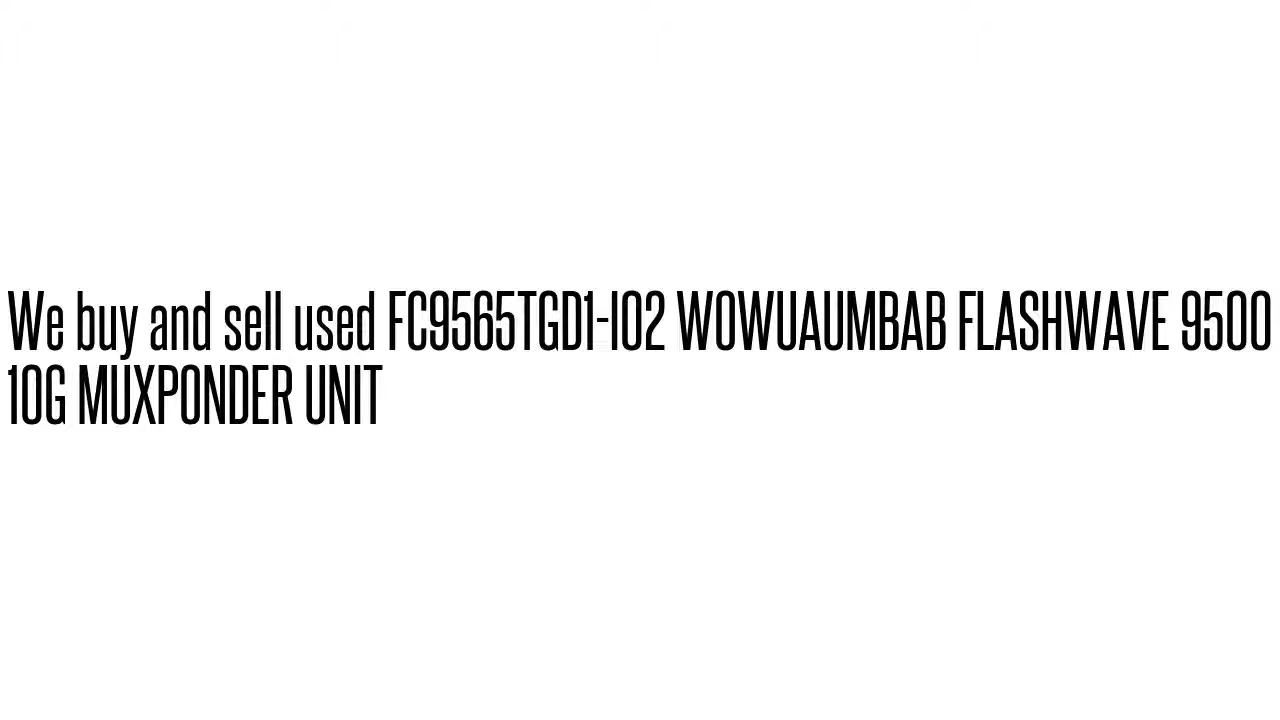 We buy and sell used FC9565TGD1-I02 WOWUAUMBAB FLASHWAVE 9500
10G MUXPONDER UNIT